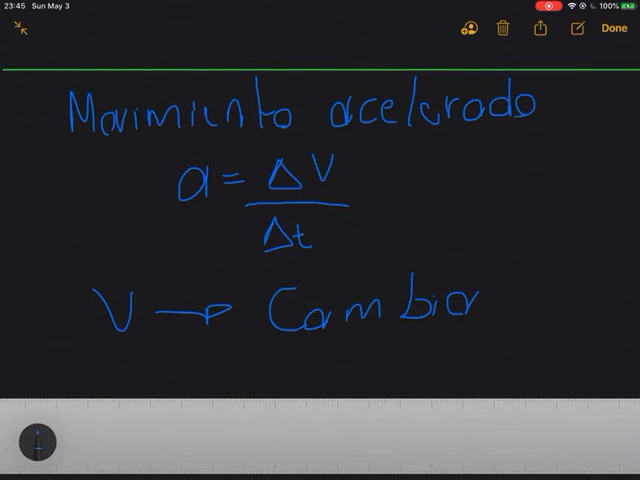 23:45 Sun May 3 100%
Done
Movimiento acelerado
a = ΔV
Δt
V → Cambia